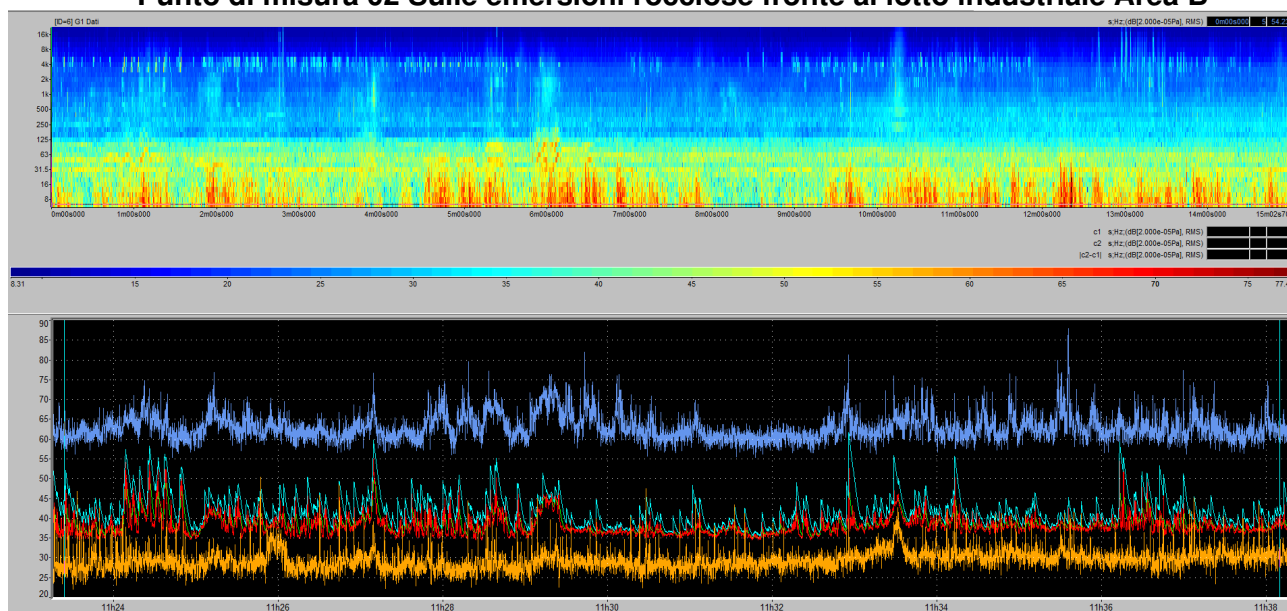 Punto di misura 02 Sulle emersioni rocciose fronte al lotto industriale Area B
[ID=6] G1 Dati s;Hz;(dB[2.000e-05Pa], RMS) 0m00s000 5
16k
8k
4k
2k
1k
500
250
125
63
31.5
16
8
0m00s000 1m00s000 2m00s000 3m00s000 4m00s000 5m00s000 6m00s000 7m00s000 8m00s000 9m00s000 10m00s000 11m00s000 12m00s000 13m00s000 14m00s000
c1 s;Hz;(dB[2.000e-05Pa], RMS)
c2 s;Hz;(dB[2.000e-05Pa], RMS)
|c2-c1| s;Hz;(dB[2.000e-05Pa], RMS)
8.31 15 20 25 30 35 40 45 50 55 60 65 70 75
90
85
80
75
70
65
60
55
50
45
40
35
30
25
20
11h24 11h26 11h28 11h30 11h32 11h34 11h36